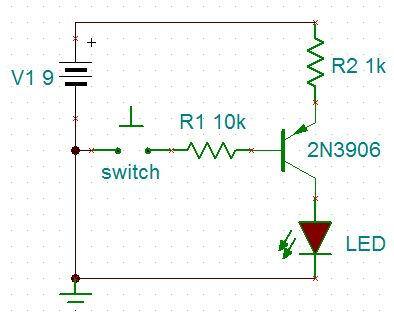 +
R2 1k
V1 9
R1 10k
2N3906
switch
LED